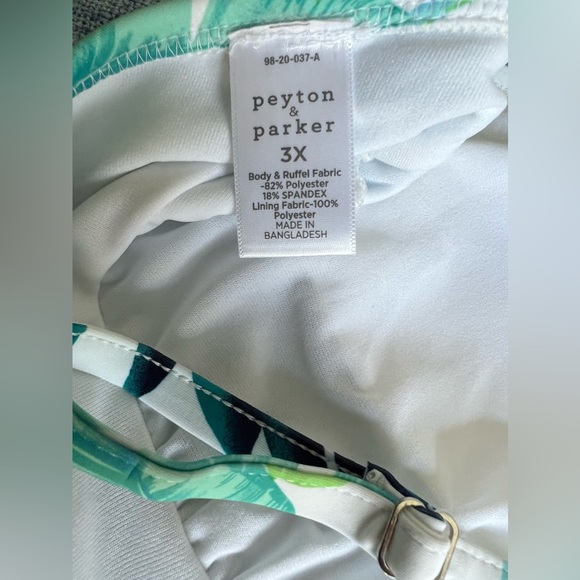 98-20-037-A
peyton
&
parker
3X
Body & Ruffel Fabric
-82% Polyester
18% SPANDEX
Lining Fabric-100%
Polyester
MADE IN
BANGLADESH